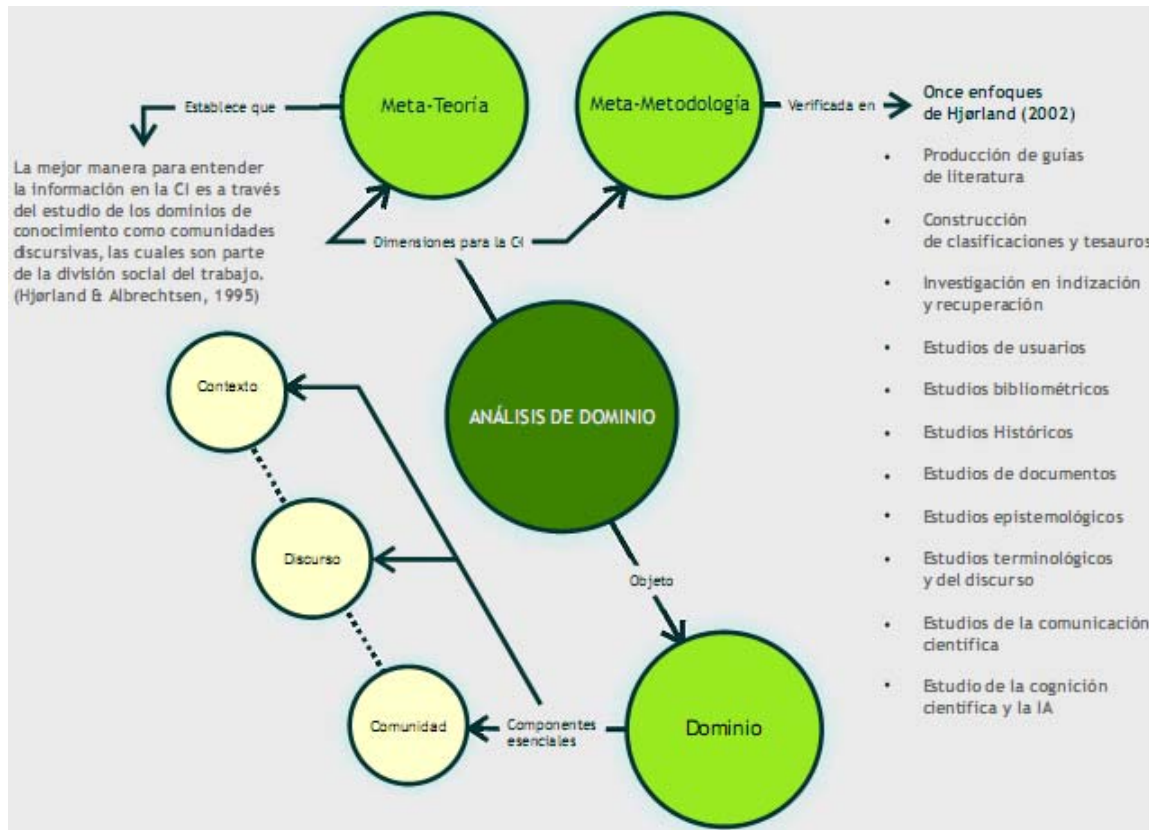 Meta-Teoría
Meta-Metodología
Establece que
Verificada en
Once enfoques
de Hjørland (2002)
La mejor manera para entender
la información en la CI es a través
del estudio de los dominios de
conocimiento como comunidades
discursivas, las cuales son parte
de la división social del trabajo.
(Hjørland & Albrechtsen, 1995)
Dimensiones para la CI
• Producción de guías
de literatura
• Construcción
de clasificaciones y tesauros
• Investigación en indización
y recuperación
• Estudios de usuarios
• Estudios bibliométricos
• Estudios Históricos
• Estudios de documentos
• Estudios epistemológicos
• Estudios terminológicos
y del discurso
• Estudios de la comunicación
científica
• Estudio de la cognición
científica y la IA
ANÁLISIS DE DOMINIO
Contexto
Discurso
Comunidad
Objeto
Componentes
esenciales
Dominio